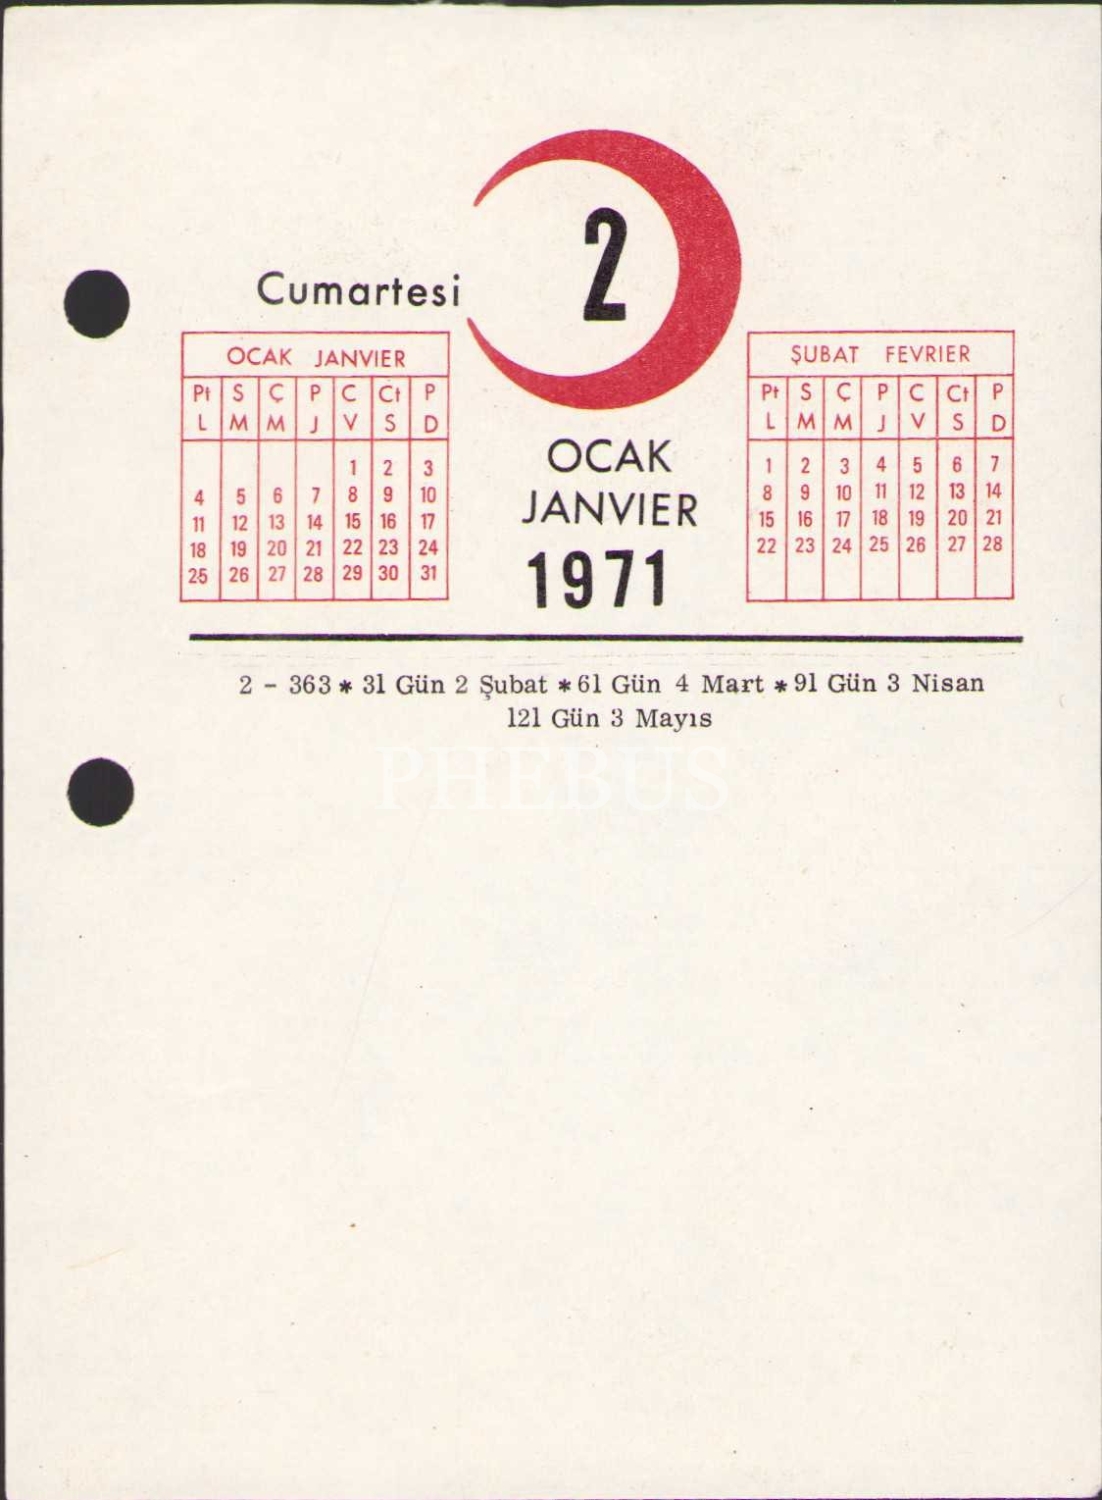 2
Cumartesi
OCAK JANVIER
Pt S Ç P C Ct P
L M M J V S D
1 2 3
4 5 6 7 8 9 10
11 12 13 14 15 16 17
18 19 20 21 22 23 24
25 26 27 28 29 30 31
OCAK
JANVIER
1971
ŞUBAT FEVRIER
Pt S Ç P C Ct P
L M M J V S D
1 2 3 4 5 6 7
8 9 10 11 12 13 14
15 16 17 18 19 20 21
22 23 24 25 26 27 28
2 - 363 * 31 Gün 2 Şubat * 61 Gün 4 Mart * 91 Gün 3 Nisan
121 Gün 3 Mayıs
PHEBUS